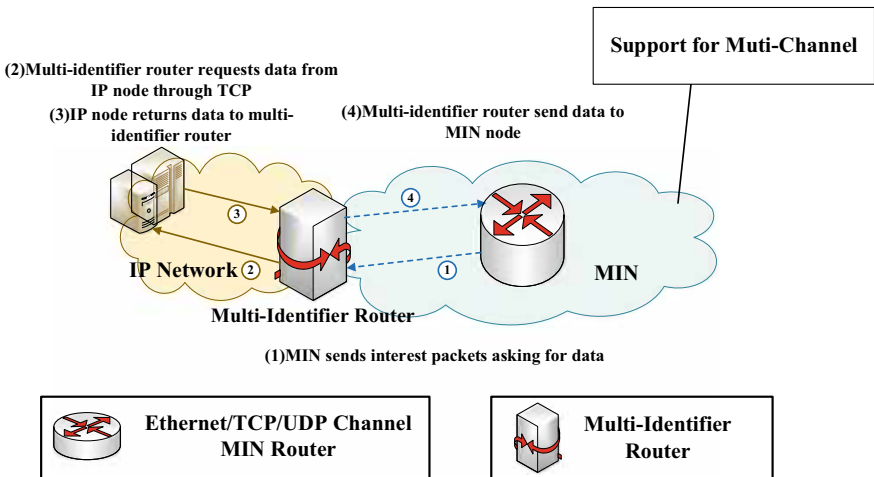 Support for Muti-Channel
(2)Multi-identifier router requests data from
IP node through TCP
(3)IP node returns data to multi-
identifier router
(4)Multi-identifier router send data to
MIN node
3
4
2
1
IP Network
MIN
Multi-Identifier Router
(1)MIN sends interest packets asking for data
Ethernet/TCP/UDP Channel
MIN Router
Multi-Identifier
Router